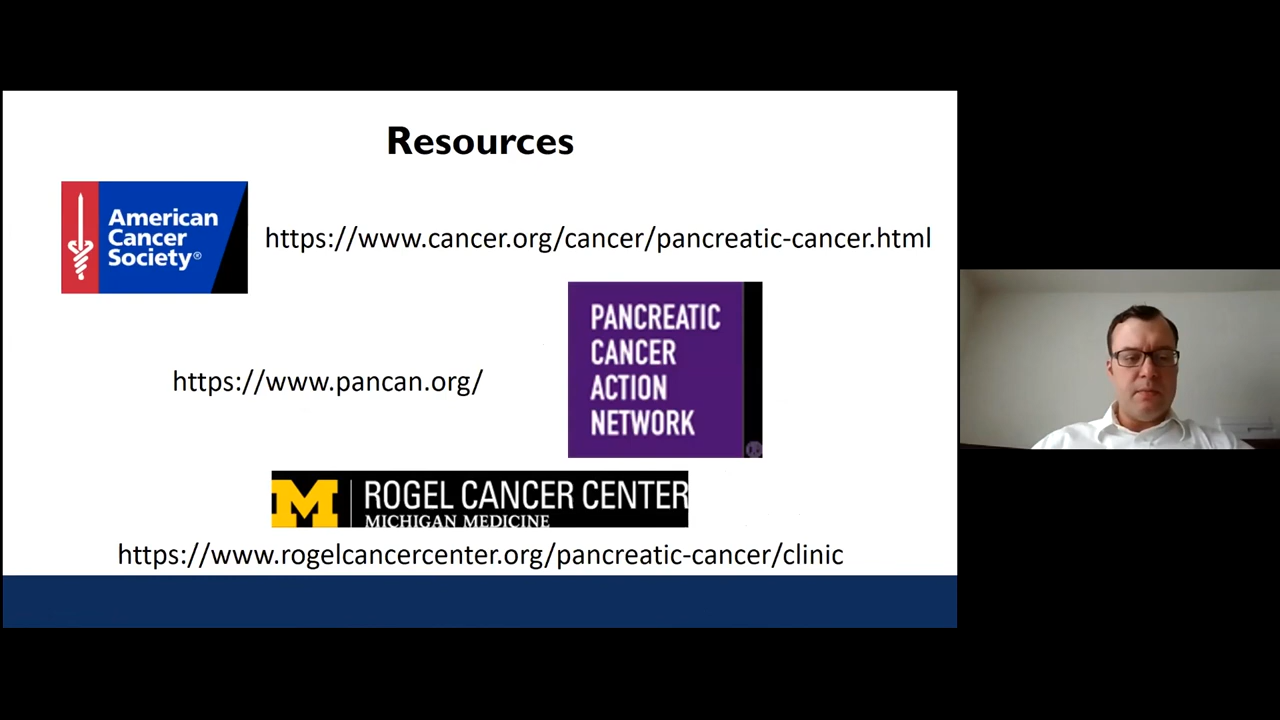 Resources
American
Cancer
Society®
https://www.cancer.org/cancer/pancreatic-cancer.html
PANCREATIC
CANCER
ACTION
NETWORK
https://www.pancan.org/
M
ROGEL CANCER CENTER
MICHIGAN MEDICINE
https://www.rogelcancercenter.org/pancreatic-cancer/clinic